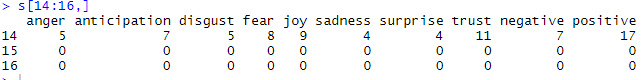 > s[14:16,]
anger anticipation disgust fear joy sadness surprise trust negative positive
14 5 7 5 8 9 4 4 11 7 17
15 0 0 0 0 0 0 0 0 0 0
16 0 0 0 0 0 0 0 0 0 0